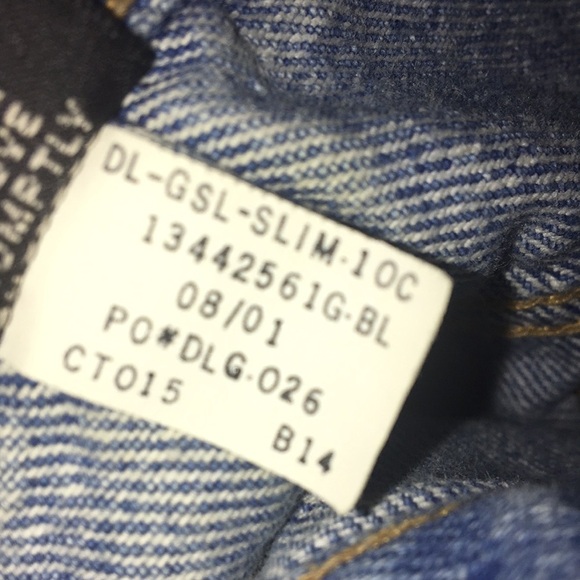 DL-GSL-SLIM.10C
13442561G.BL
08/01
PO#DLG.026
CT015
B14